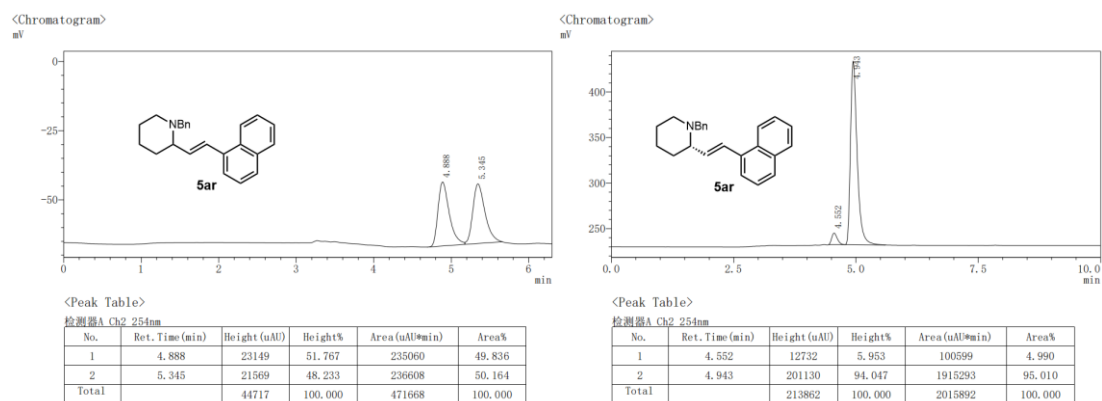 <Chromatogram>
mV
0
-25
-50
NBn
5ar
4.888
5.345
0 1 2 3 4 5 6
min
<Peak Table>
检测器A Ch2 254nm
No. Ret. Time(min) Height(uAU) Height% Area(uAU*min) Area%
1 4.888 23149 51.767 235060 49.836
2 5.345 21569 48.233 236608 50.164
Total 44717 100.000 471668 100.000
<Chromatogram>
mV
400
350
300
250
NBn
5ar
4.552
4.943
0.0 2.5 5.0 7.5 10.0
min
<Peak Table>
检测器A Ch2 254nm
No. Ret. Time(min) Height(uAU) Height% Area(uAU*min) Area%
1 4.552 12732 5.953 100599 4.990
2 4.943 201130 94.047 1915293 95.010
Total 213862 100.000 2015892 100.000